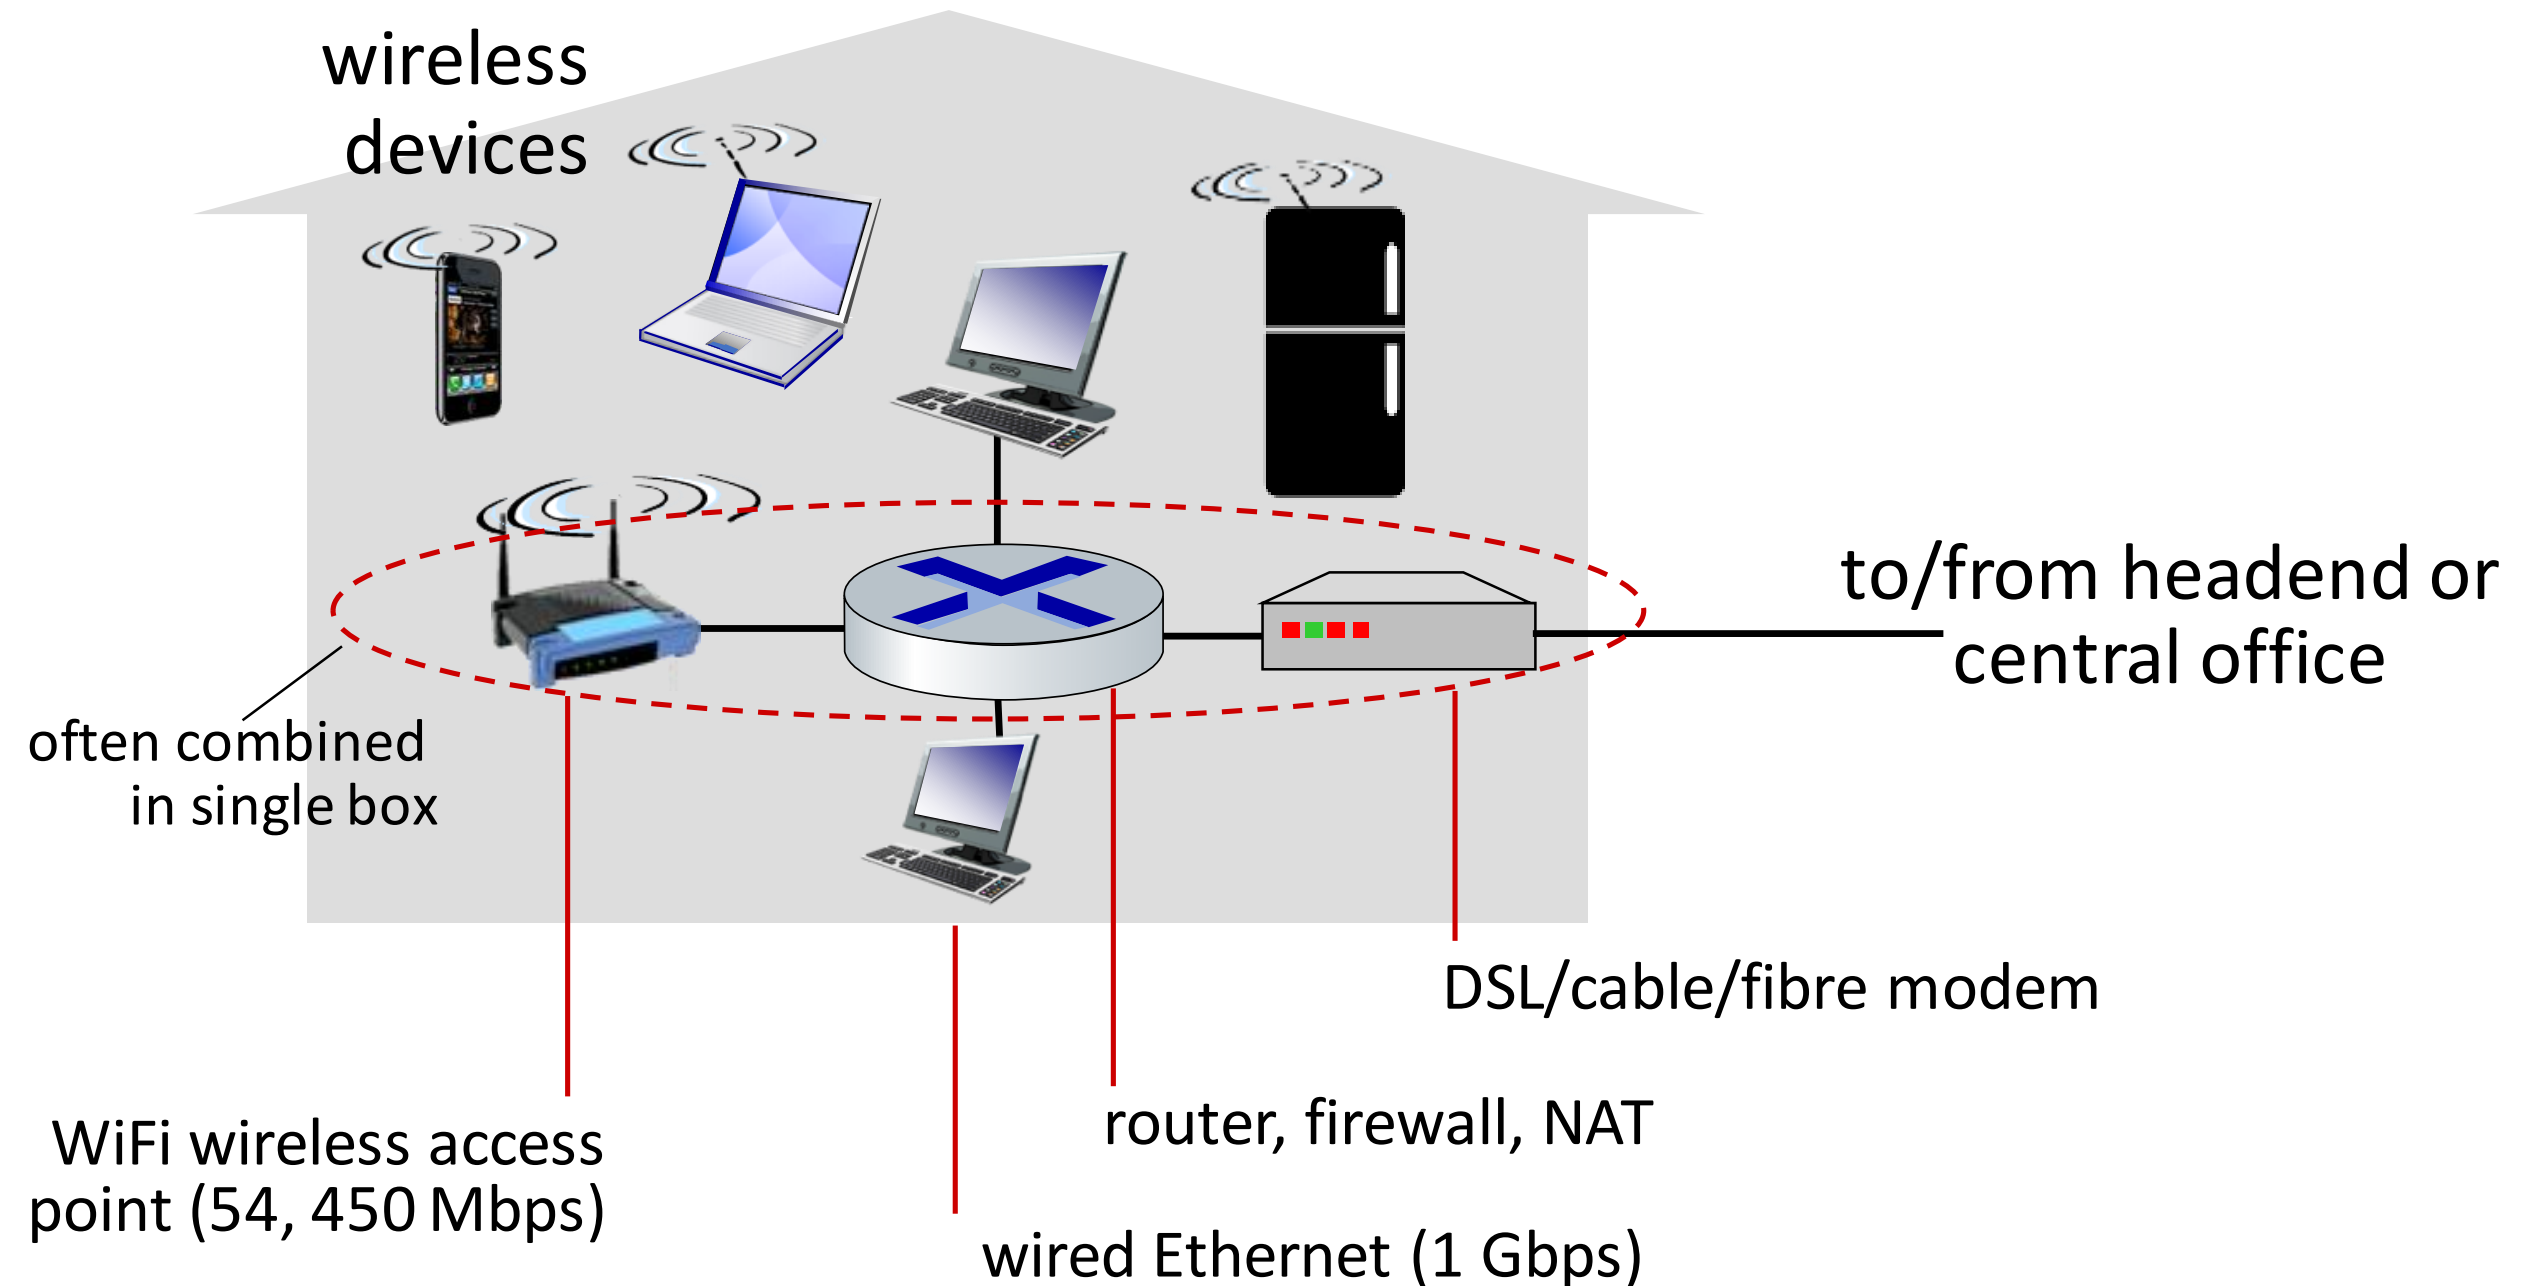 wireless
devices
to/from headend or
central office
often combined
in single box
DSL/cable/fibre modem
router, firewall, NAT
WiFi wireless access
point (54, 450 Mbps)
wired Ethernet (1 Gbps)